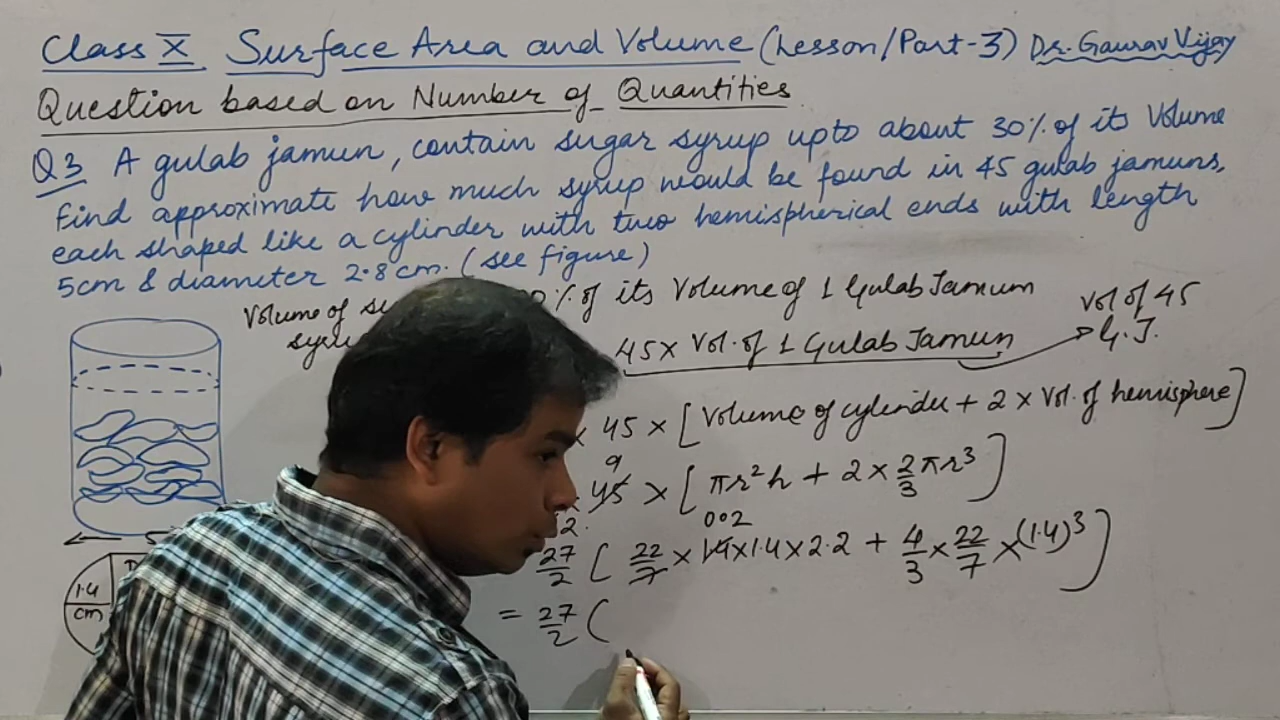 Class X Surface Area and Volume (Lesson/Part-3) Dr. Gaurav Vijay
Question based on Number of Quantities
Q3 A gulab jamun, contain sugar syrup upto about 30% of its Volume
find approximate how much syrup would be found in 45 gulab jamuns,
each shaped like a cylinder with two hemispherical ends with length
5cm & diameter 2.8cm. (see figure)
Volume of % of its Volume of 1 Gulab Jamum
45 × Vol. of 1 Gulab Jamun Vol of 45
G.J.
× 45 × [Volume of cylinder + 2 × Vol. of hemisphere]
9
45 × [πr²h + 2 × 2/3 πr³]
2. 002
27/2 [22/7 × 1.4 × 1.4 × 2.2 + 4/3 × 22/7 × (1.4)³]
= 27/2 (
1.4
cm